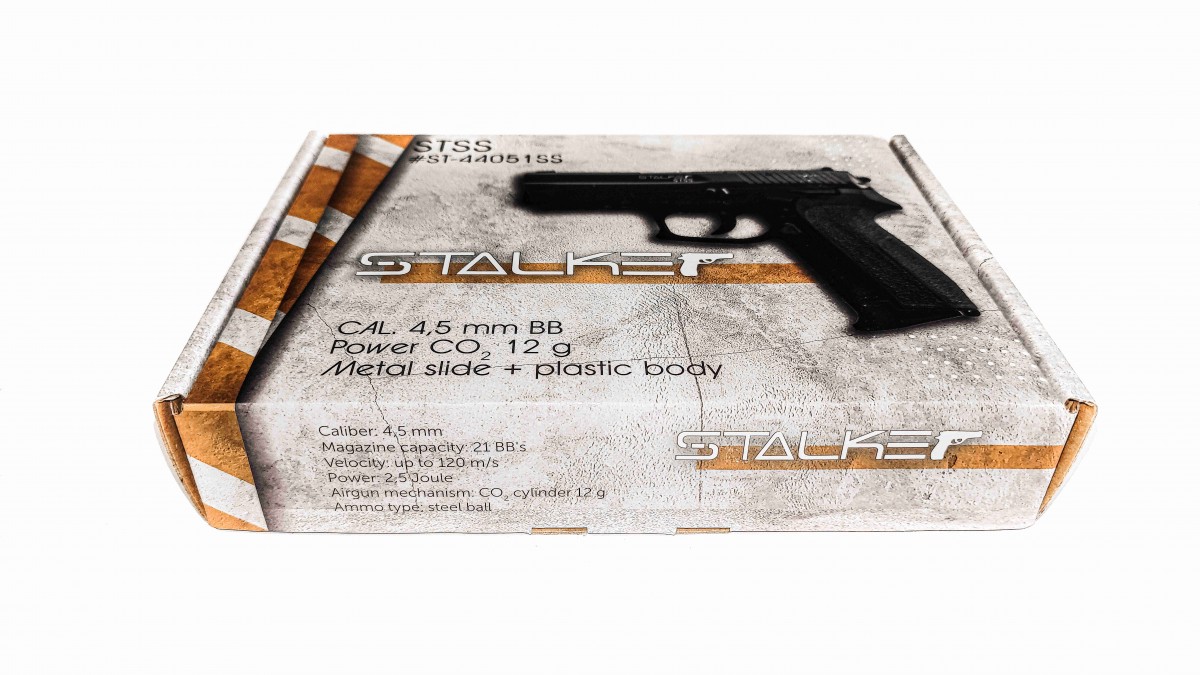 STSS
#ST-44051SS
STALKER
STSS
STALKER
CAL. 4,5 mm BB
Power CO₂ 12 g
Metal slide + plastic body
Caliber: 4,5 mm
Magazine capacity: 21 BB's
Velocity: up to 120 m/s
Power: 2,5 Joule
Airgun mechanism: CO₂ cylinder 12 g
Ammo type: steel ball
STALKER